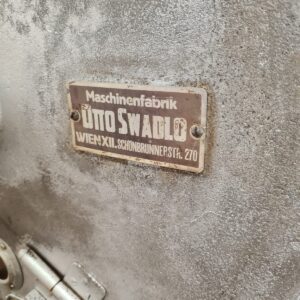 Maschinenfabrik
OTTO SWADLO
WIEN XII. SCHÖNBRUNNERSTR. 270